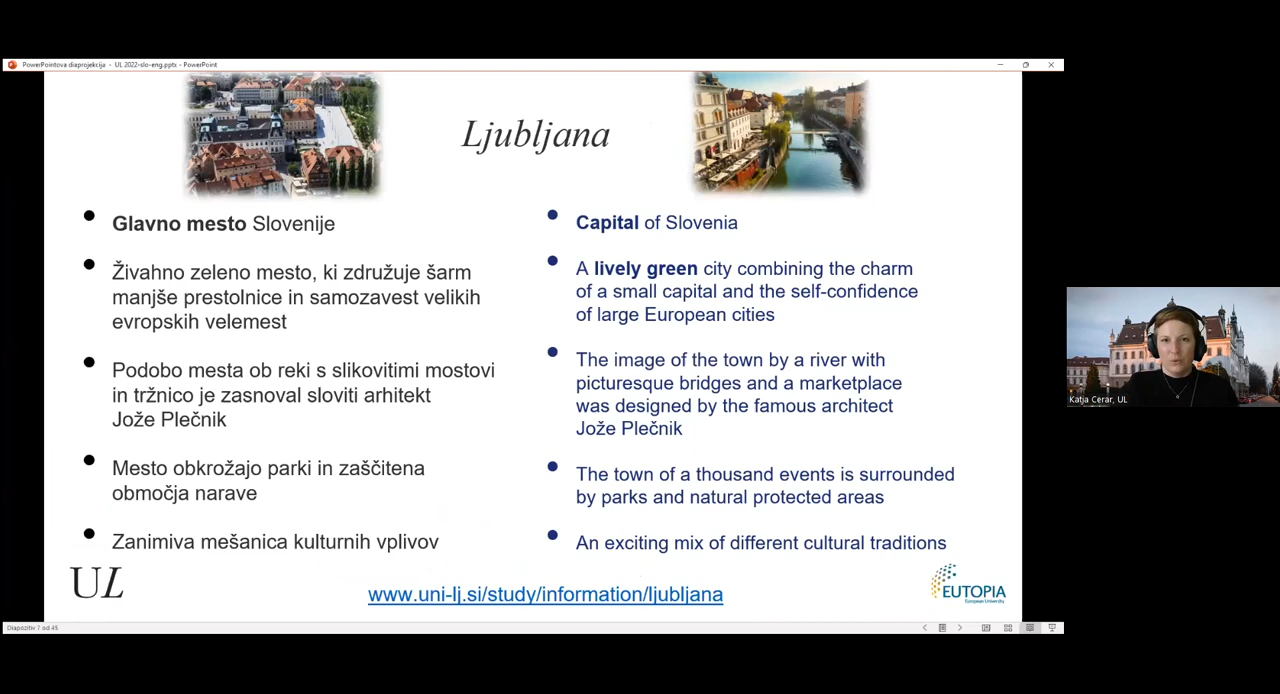 PowerPointova diaprojekcija - UL 2022-slo-eng.pptx - PowerPoint
Ljubljana
Glavno mesto Slovenije
Živahno zeleno mesto, ki združuje šarm
manjše prestolnice in samozavest velikih
evropskih velemest
Podobo mesta ob reki s slikovitimi mostovi
in tržnico je zasnoval sloviti arhitekt
Jože Plečnik
Mesto obkrožajo parki in zaščitena
območja narave
Zanimiva mešanica kulturnih vplivov
Capital of Slovenia
A lively green city combining the charm
of a small capital and the self-confidence
of large European cities
The image of the town by a river with
picturesque bridges and a marketplace
was designed by the famous architect
Jože Plečnik
The town of a thousand events is surrounded
by parks and natural protected areas
An exciting mix of different cultural traditions
UL
www.uni-lj.si/study/information/ljubljana
EUTOPIA
European University
Diapozitiv 7 od 45
Katja Cerar, UL